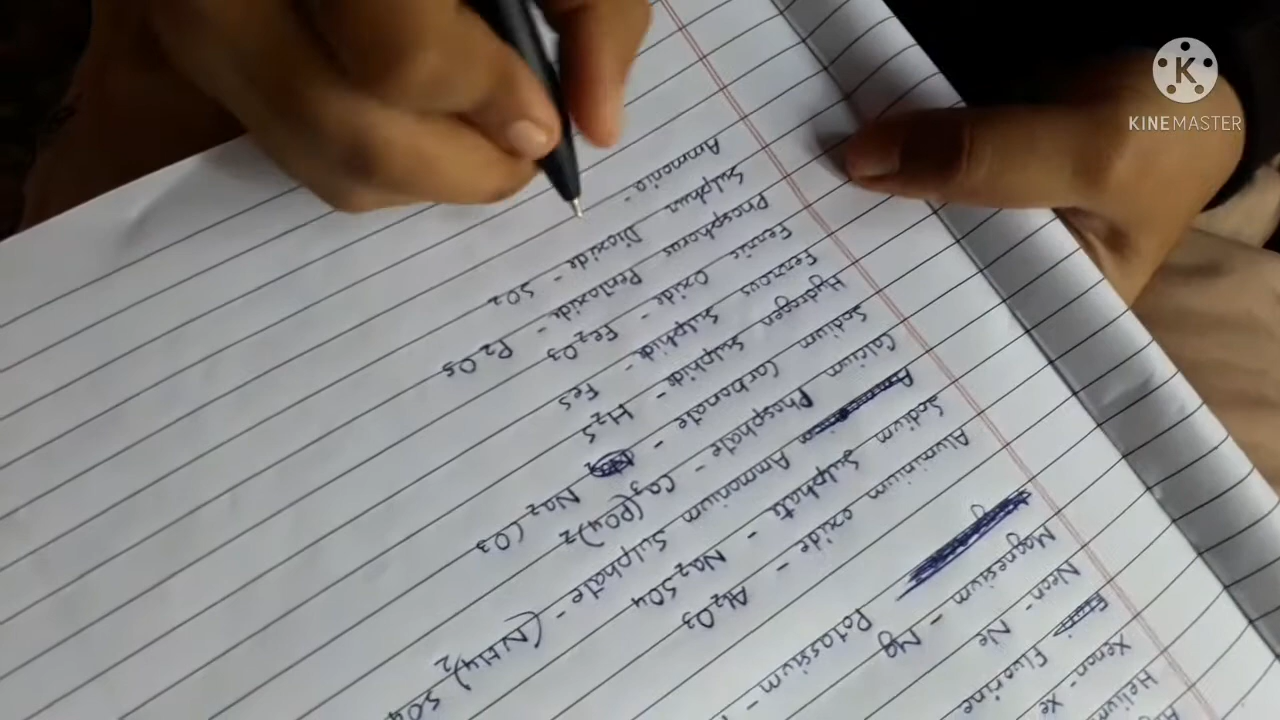 Helium
Xenon - Xe
Fluorine
Neon - Ne
Magnesium - Mg
Potassium -
Aluminium oxide - Al₂O₃
Sodium Sulphate - Na₂SO₄
Ammonium Sulphate - (NH₄)₂ SO₄
Calcium Phosphate - Ca₃(PO₄)₂
Sodium Carbonate - Na₂CO₃
Hydrogen Sulphide - H₂S
Ferrous Sulphide - FeS
Ferric Oxide - Fe₂O₃
Phosphorus Pentoxide - P₂O₅
Sulphur Dioxide - SO₂
Ammonia -
KINEMASTER